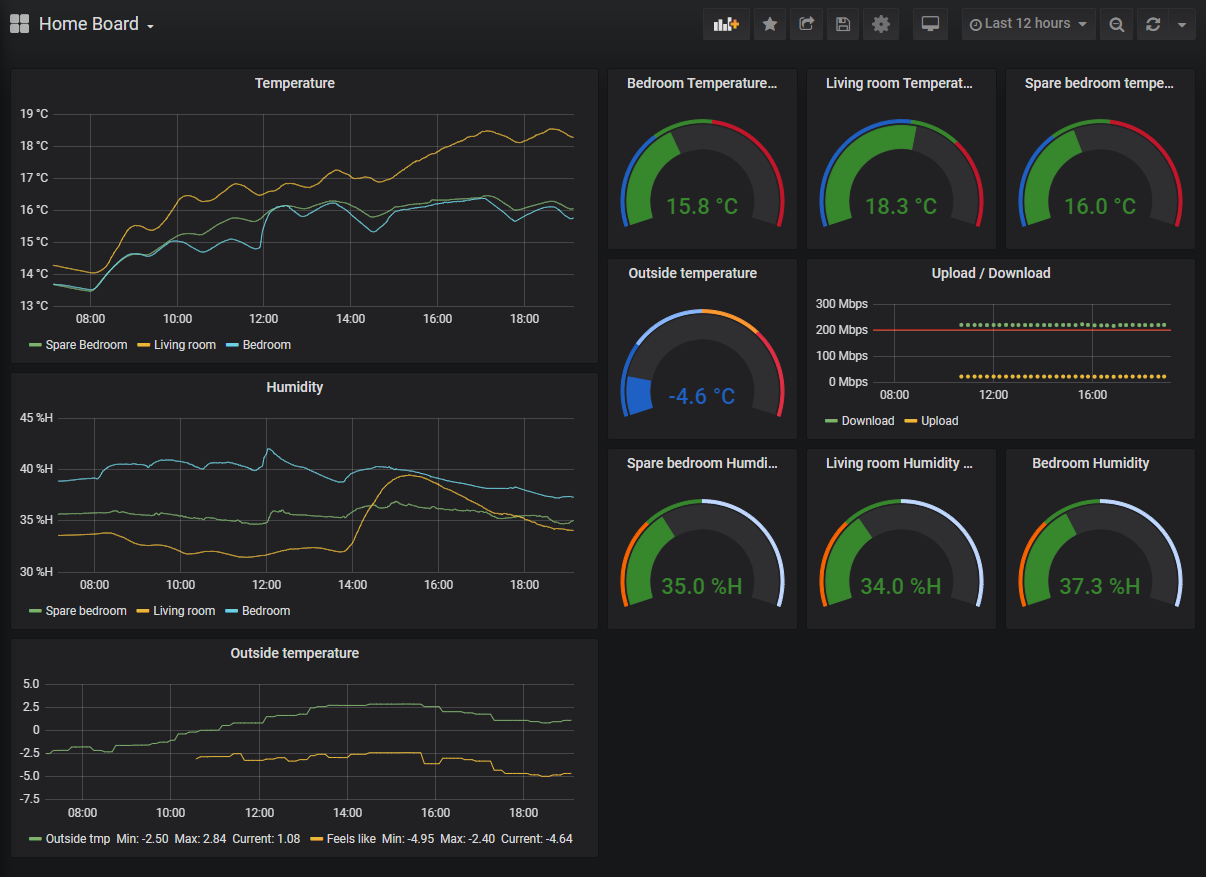 Home Board
Last 12 hours
Temperature
19 °C
18 °C
17 °C
16 °C
15 °C
14 °C
13 °C
08:00 10:00 12:00 14:00 16:00 18:00
Spare Bedroom Living room Bedroom
Bedroom Temperature...
15.8 °C
Living room Temperat...
18.3 °C
Spare bedroom tempe...
16.0 °C
Outside temperature
-4.6 °C
Upload / Download
300 Mbps
200 Mbps
100 Mbps
0 Mbps
08:00 12:00 16:00
Download Upload
Humidity
45 %H
40 %H
35 %H
30 %H
08:00 10:00 12:00 14:00 16:00 18:00
Spare bedroom Living room Bedroom
Spare bedroom Humdi...
35.0 %H
Living room Humidity ...
34.0 %H
Bedroom Humidity
37.3 %H
Outside temperature
5.0
2.5
0
-2.5
-5.0
-7.5
08:00 10:00 12:00 14:00 16:00 18:00
Outside tmp Min: -2.50 Max: 2.84 Current: 1.08 Feels like Min: -4.95 Max: -2.40 Current: -4.64